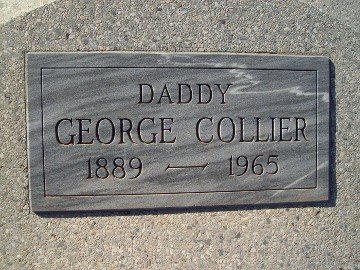 DADDY
GEORGE COLLIER
1889 — 1965